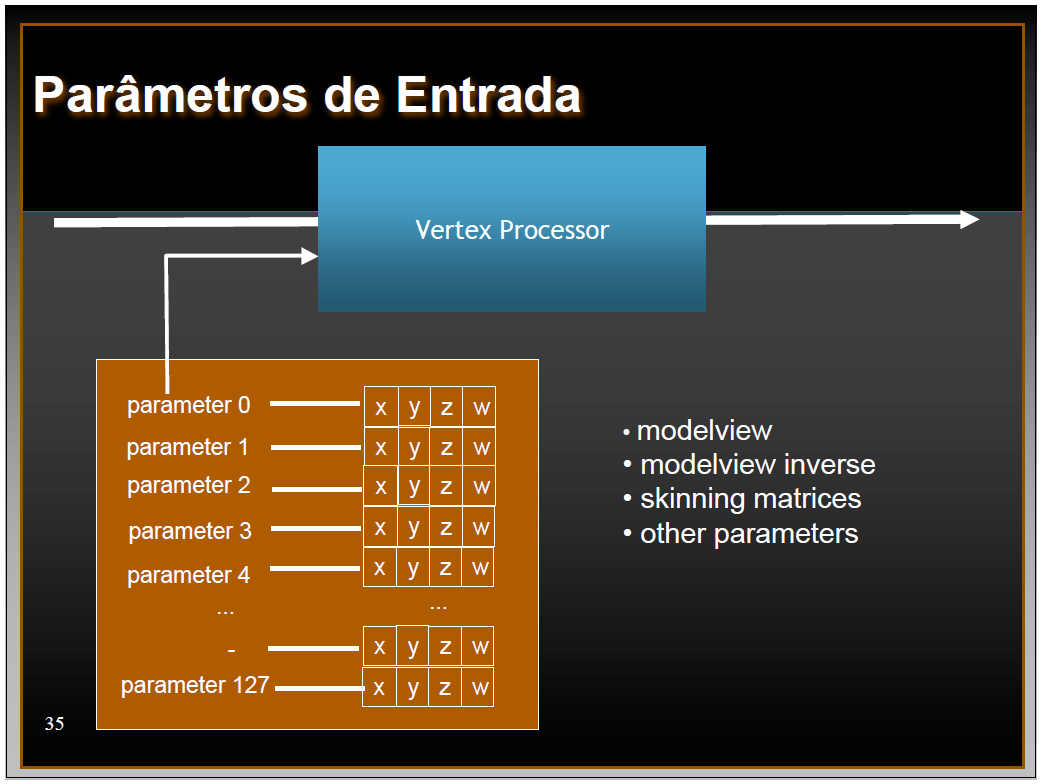 Parâmetros de Entrada
Vertex Processor
parameter 0 x y z w
parameter 1 x y z w
parameter 2 x y z w
parameter 3 x y z w
parameter 4 x y z w
... ...
- x y z w
parameter 127 x y z w
• modelview
• modelview inverse
• skinning matrices
• other parameters
35